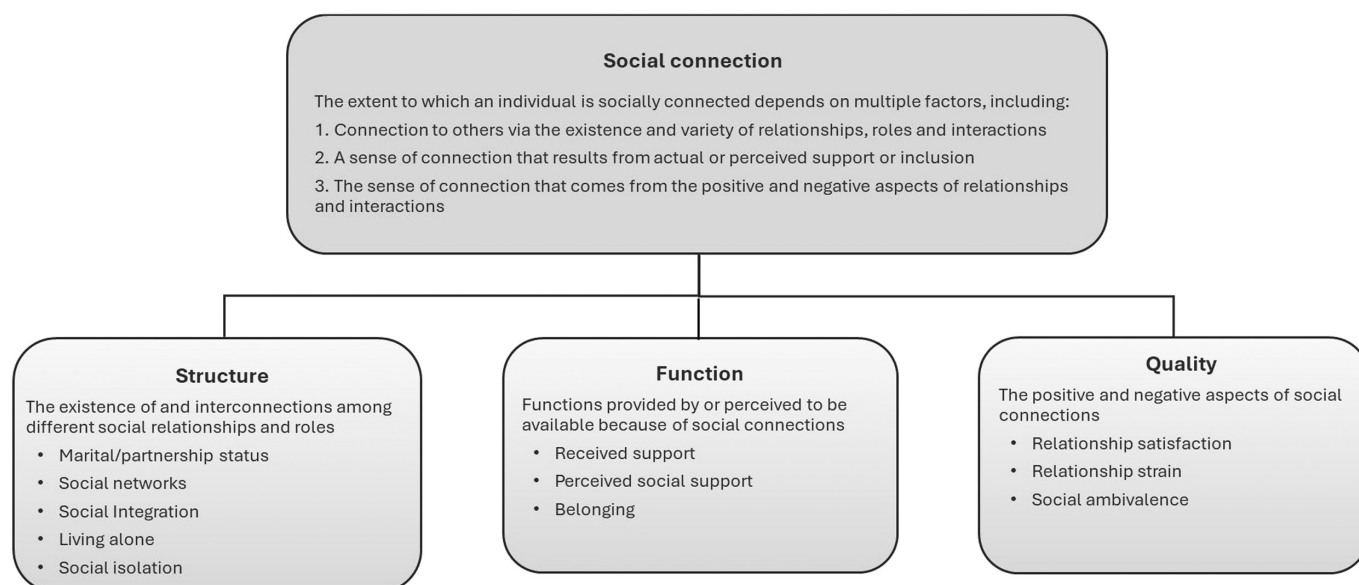 Social connection
The extent to which an individual is socially connected depends on multiple factors, including:
1. Connection to others via the existence and variety of relationships, roles and interactions
2. A sense of connection that results from actual or perceived support or inclusion
3. The sense of connection that comes from the positive and negative aspects of relationships
and interactions
Structure
The existence of and interconnections among
different social relationships and roles
• Marital/partnership status
• Social networks
• Social Integration
• Living alone
• Social isolation
Function
Functions provided by or perceived to be
available because of social connections
• Received support
• Perceived social support
• Belonging
Quality
The positive and negative aspects of social
connections
• Relationship satisfaction
• Relationship strain
• Social ambivalence